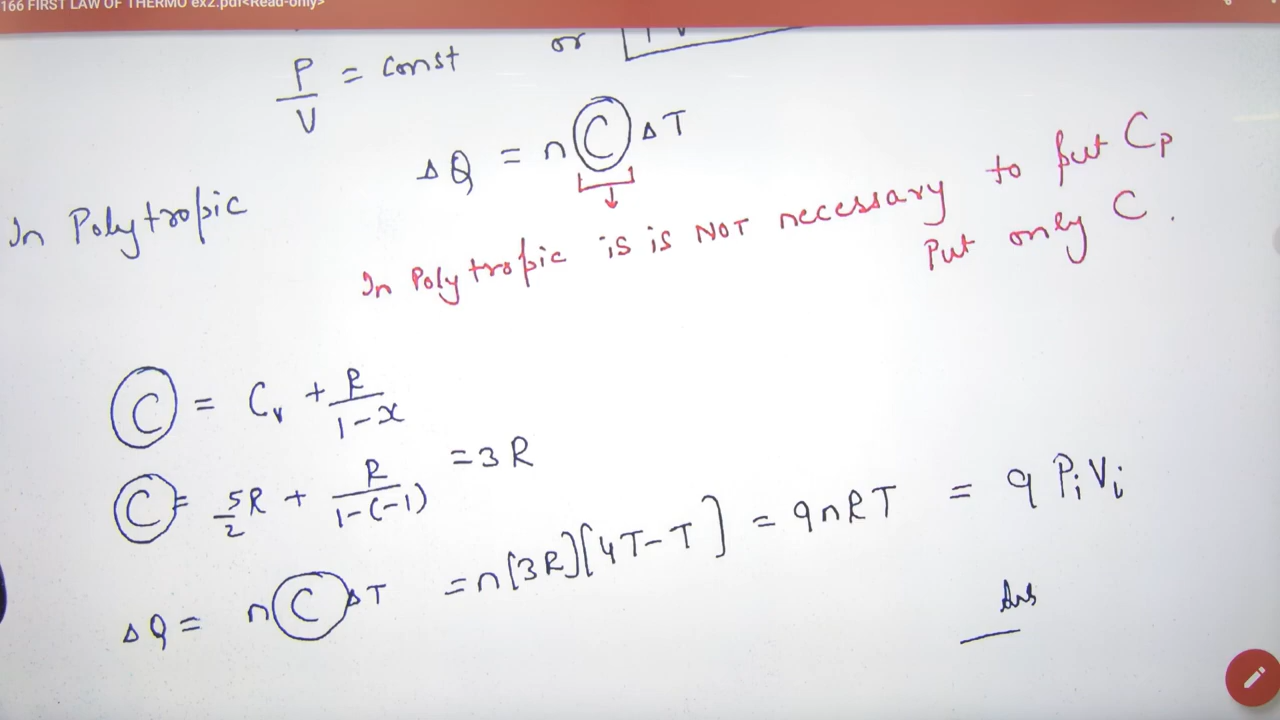 166 FIRST LAW OF THERMO ex2.pdf<Read-only>
P/V = const or
In Polytropic ΔQ = n C ΔT
In Polytropic is is NOT necessary to put Cp
Put only C.
C = Cv + R/(1-x)
C = 5/2 R + R/(1-(-1)) = 3R
ΔQ = n C ΔT = n[3R][4T-T] = 9nRT = 9 PiVi
Ans